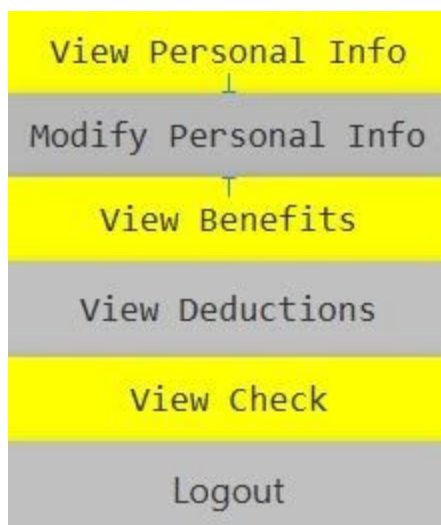 View Personal Info
Modify Personal Info
View Benefits
View Deductions
View Check
Logout